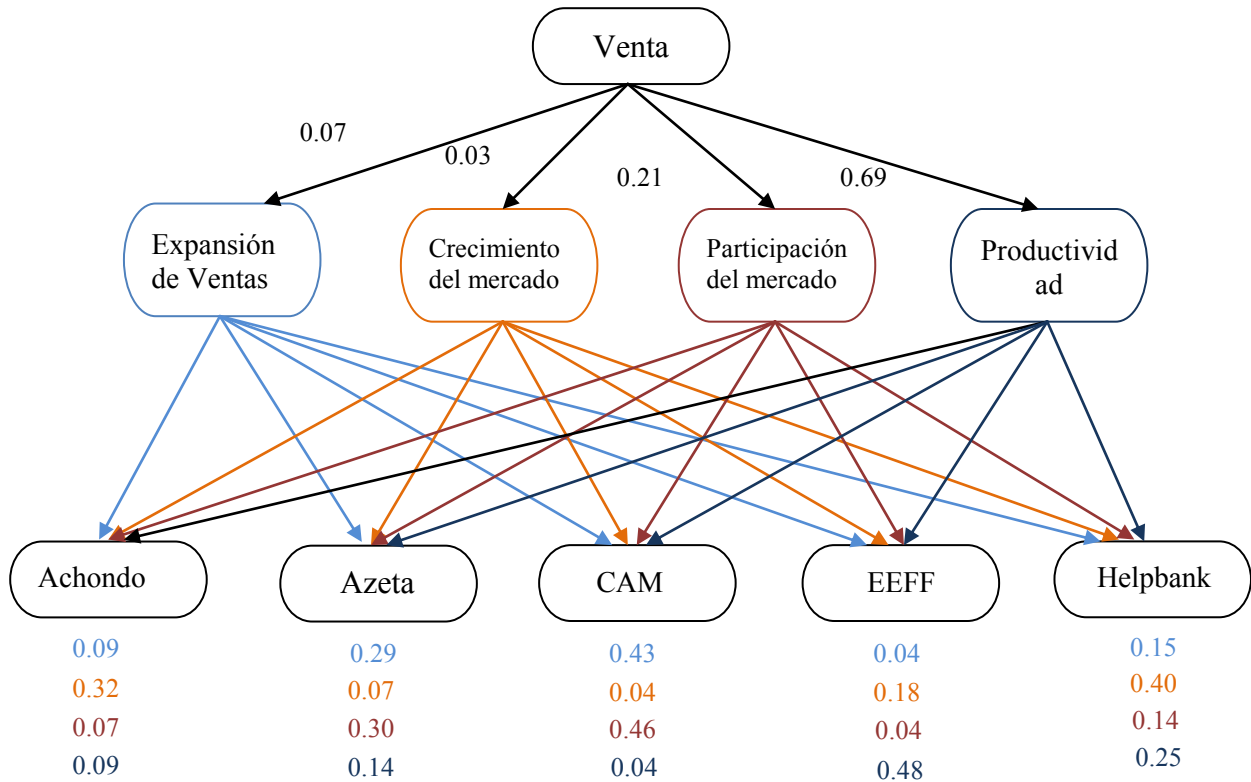 Venta
0.07
0.03
0.21
0.69
Expansión
de Ventas
Crecimiento
del mercado
Participación
del mercado
Productivid
ad
Achondo
Azeta
CAM
EEFF
Helpbank
0.09
0.29
0.43
0.04
0.15
0.32
0.07
0.04
0.18
0.40
0.07
0.30
0.46
0.04
0.14
0.09
0.14
0.04
0.48
0.25